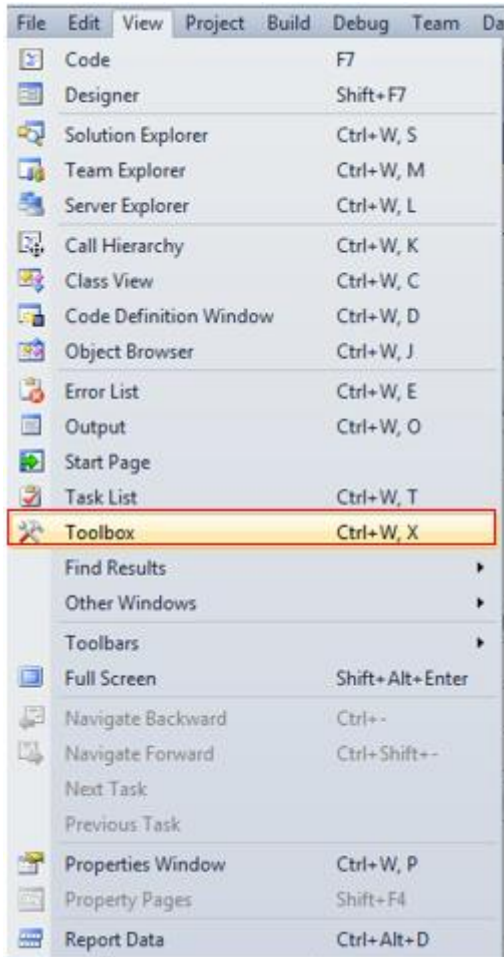 File Edit View Project Build Debug Team Da
Code F7
Designer Shift+F7
Solution Explorer Ctrl+W, S
Team Explorer Ctrl+W, M
Server Explorer Ctrl+W, L
Call Hierarchy Ctrl+W, K
Class View Ctrl+W, C
Code Definition Window Ctrl+W, D
Object Browser Ctrl+W, J
Error List Ctrl+W, E
Output Ctrl+W, O
Start Page
Task List Ctrl+W, T
Toolbox Ctrl+W, X
Find Results
Other Windows
Toolbars
Full Screen Shift+Alt+Enter
Navigate Backward Ctrl+-
Navigate Forward Ctrl+Shift+-
Next Task
Previous Task
Properties Window Ctrl+W, P
Property Pages Shift+F4
Report Data Ctrl+Alt+D